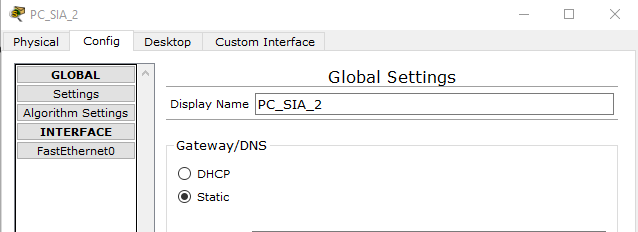 PC_SIA_2
Physical Config Desktop Custom Interface
GLOBAL
Settings
Algorithm Settings
INTERFACE
FastEthernet0
Global Settings
Display Name PC_SIA_2
Gateway/DNS
DHCP
Static